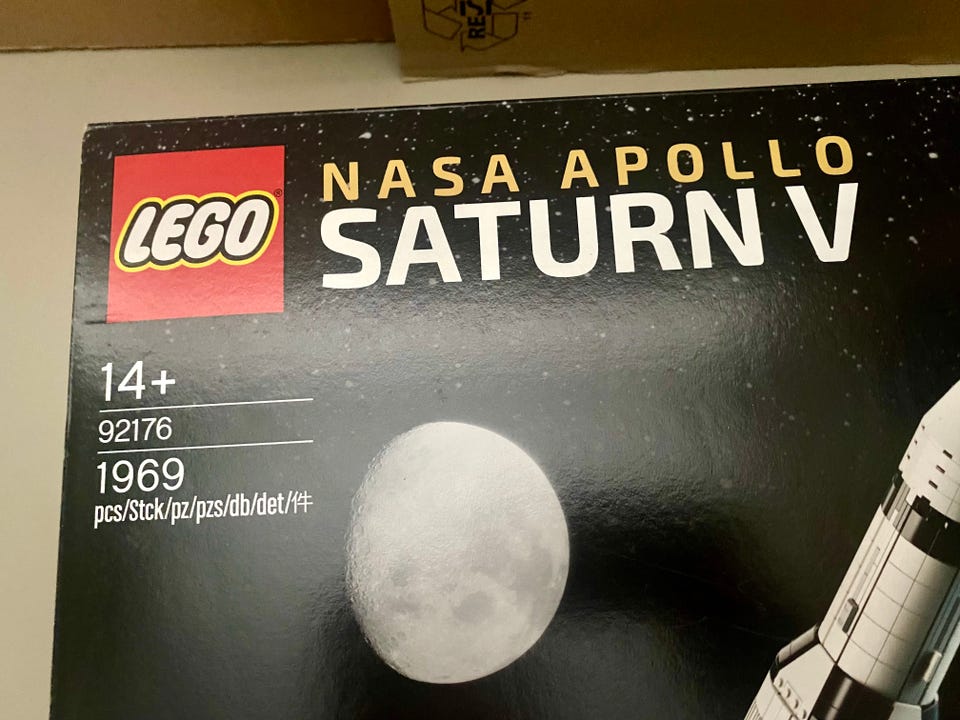 LEGO ®
NASA APOLLO
SATURN V
14+
92176
1969
pcs/Stck/pz/pzs/db/det/件